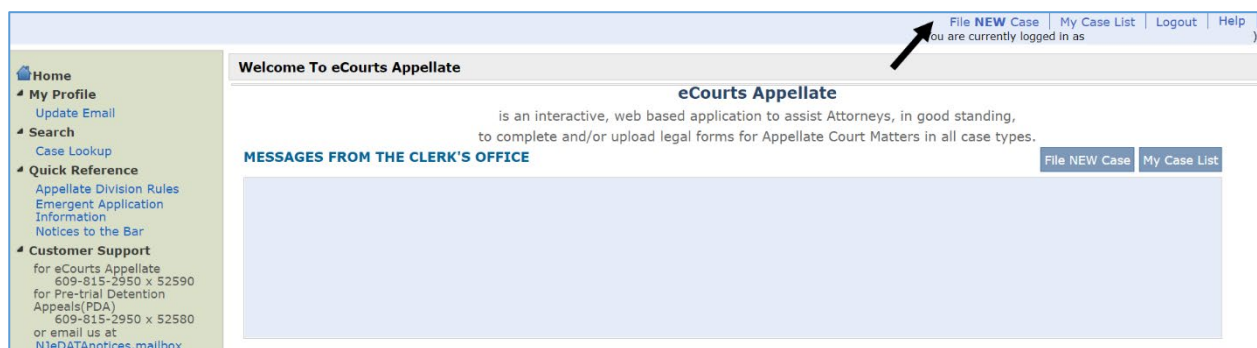 File NEW Case | My Case List | Logout | Help
ou are currently logged in as )
Home
My Profile
Update Email
Search
Case Lookup
Quick Reference
Appellate Division Rules
Emergent Application
Information
Notices to the Bar
Customer Support
for eCourts Appellate
609-815-2950 x 52590
for Pre-trial Detention
Appeals(PDA)
609-815-2950 x 52580
or email us at
NJeDATAnotices.mailbox
Welcome To eCourts Appellate
eCourts Appellate
is an interactive, web based application to assist Attorneys, in good standing,
to complete and/or upload legal forms for Appellate Court Matters in all case types.
MESSAGES FROM THE CLERK'S OFFICE
File NEW Case
My Case List